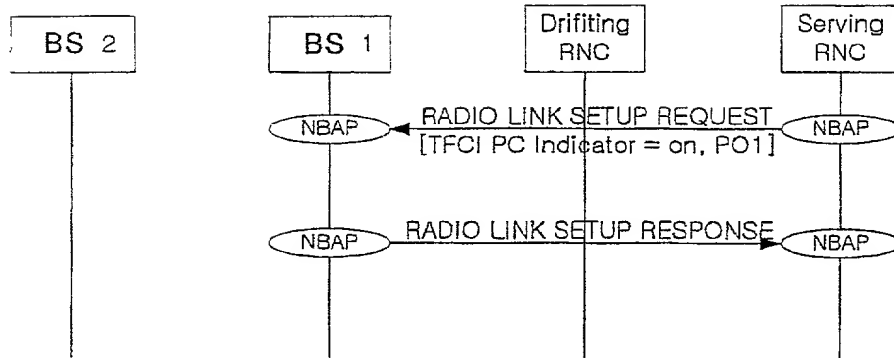 BS 2
BS 1
Drifiting
RNC
Serving
RNC
NBAP
RADIO LINK SETUP REQUEST
NBAP
[TFCI PC Indicator = on, PO1]
NBAP
RADIO LINK SETUP RESPONSE
NBAP